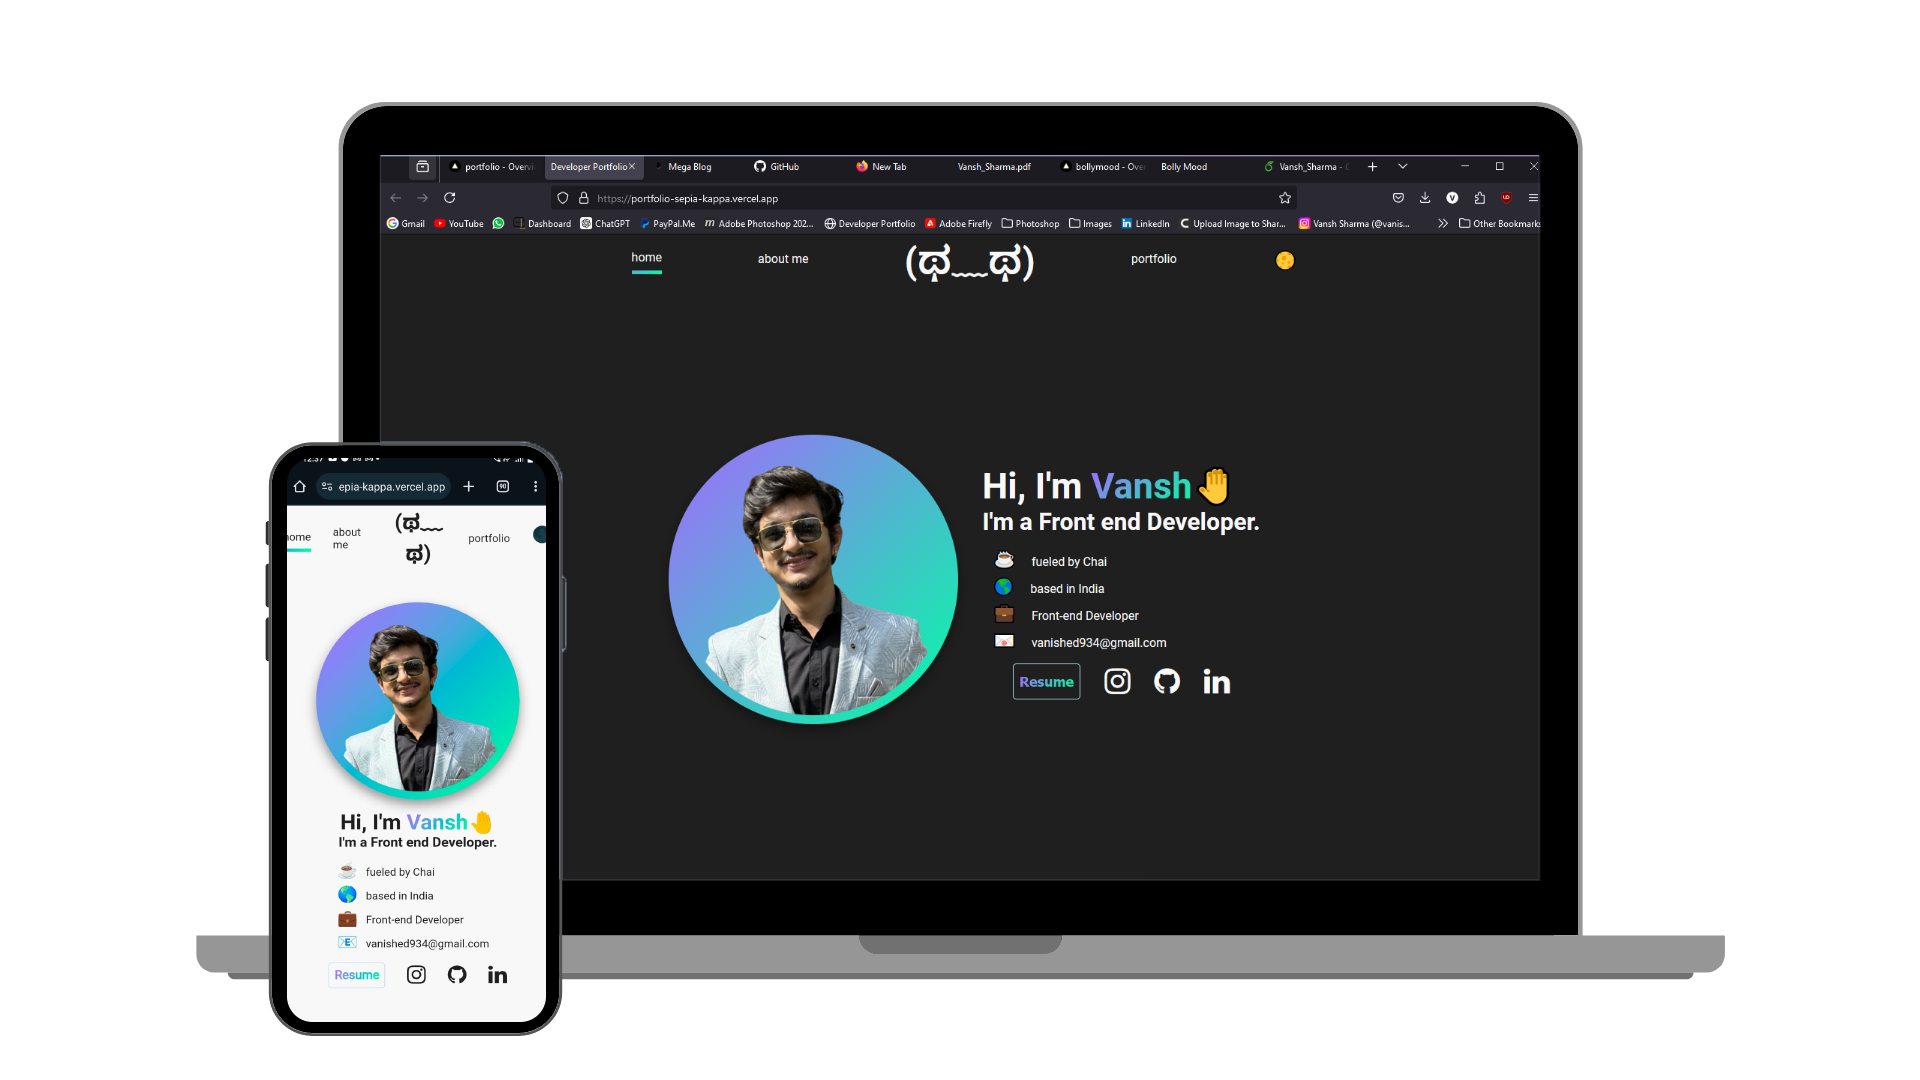 portfolio - Overvi
Developer Portfolio
Mega Blog
GitHub
New Tab
Vansh_Sharma.pdf
bollymood - Ove
Bolly Mood
Vansh_Sharma -
https://portfolio-sepia-kappa.vercel.app
Gmail
YouTube
Dashboard
ChatGPT
PayPal.Me
Adobe Photoshop 202...
Developer Portfolio
Adobe Firefly
Photoshop
Images
LinkedIn
Upload Image to Shar...
Vansh Sharma (@vanis...
Other Bookmarks
home
about me
(ಥ﹏ಥ)
portfolio
Hi, I'm Vansh🤚
I'm a Front end Developer.
fueled by Chai
based in India
Front-end Developer
vanished934@gmail.com
Resume
epia-kappa.vercel.app
90
home
about
me
(ಥ﹏
ಥ)
portfolio
Hi, I'm Vansh🤚
I'm a Front end Developer.
fueled by Chai
based in India
Front-end Developer
vanished934@gmail.com
Resume